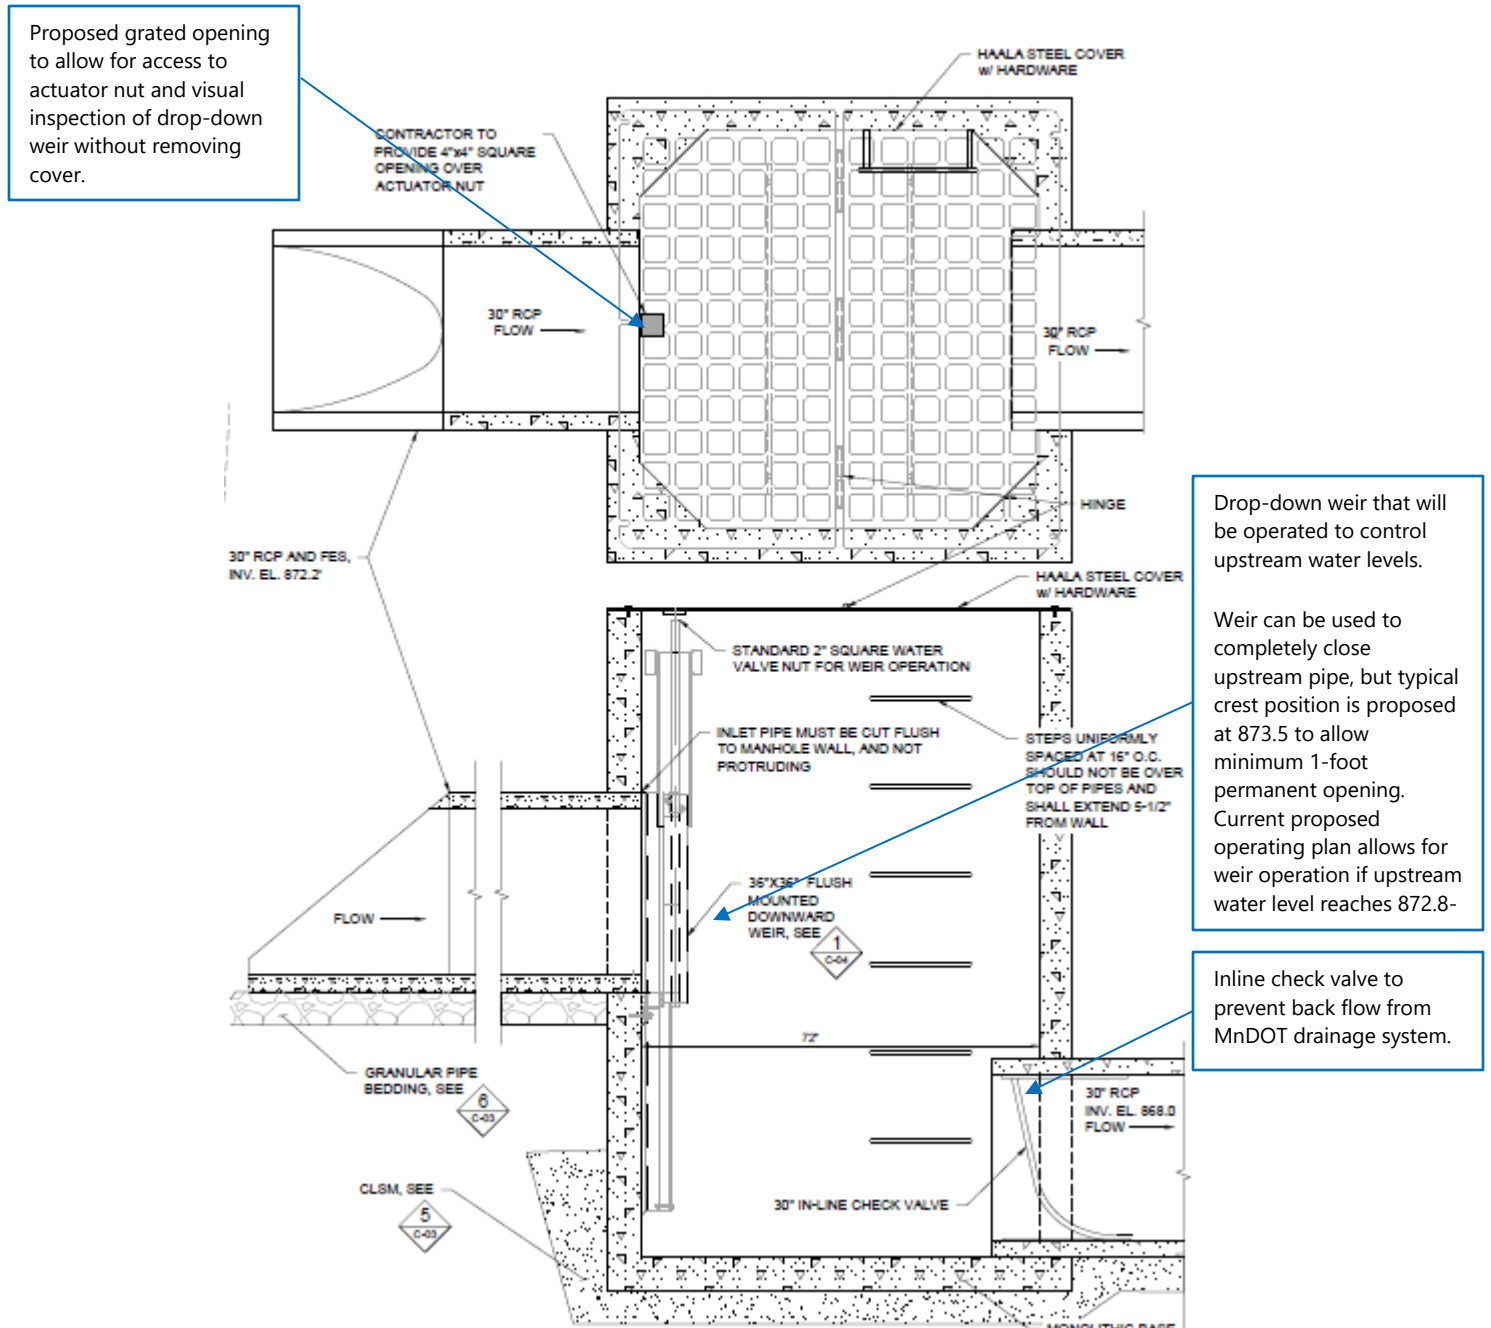 Proposed grated opening
to allow for access to
actuator nut and visual
inspection of drop-down
weir without removing
cover.
HAALA STEEL COVER
w/ HARDWARE
CONTRACTOR TO
PROVIDE 4"x4" SQUARE
OPENING OVER
ACTUATOR NUT
30" RCP
FLOW
30" RCP
FLOW
HINGE
30" RCP AND FES,
INV. EL. 872.2'
HAALA STEEL COVER
w/ HARDWARE
STANDARD 2" SQUARE WATER
VALVE NUT FOR WEIR OPERATION
INLET PIPE MUST BE CUT FLUSH
TO MANHOLE WALL, AND NOT
PROTRUDING
STEPS UNIFORMLY
SPACED AT 16" O.C.
SHOULD NOT BE OVER
TOP OF PIPES AND
SHALL EXTEND 5-1/2"
FROM WALL
Drop-down weir that will
be operated to control
upstream water levels.
Weir can be used to
completely close
upstream pipe, but typical
crest position is proposed
at 873.5 to allow
minimum 1-foot
permanent opening.
Current proposed
operating plan allows for
weir operation if upstream
water level reaches 872.8-
36"X36" FLUSH
MOUNTED
DOWNWARD
WEIR, SEE
1
C-04
FLOW
Inline check valve to
prevent back flow from
MnDOT drainage system.
72"
GRANULAR PIPE
BEDDING, SEE
6
C-03
30" RCP
INV. EL. 868.0
FLOW
CLSM, SEE
5
C-03
30" IN-LINE CHECK VALVE
MONOLITHIC BASE